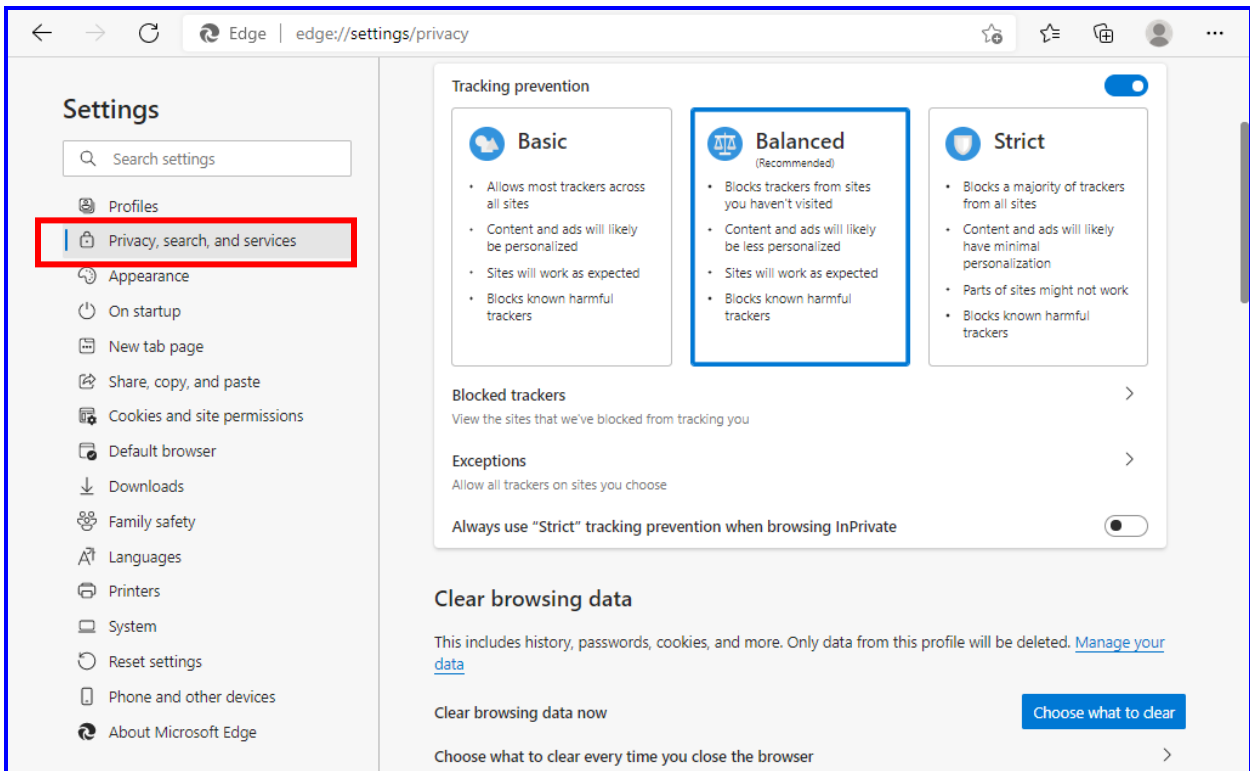 Edge | edge://settings/privacy
Settings
Search settings
Profiles
Privacy, search, and services
Appearance
On startup
New tab page
Share, copy, and paste
Cookies and site permissions
Default browser
Downloads
Family safety
Languages
Printers
System
Reset settings
Phone and other devices
About Microsoft Edge
Tracking prevention
Basic
• Allows most trackers across
all sites
• Content and ads will likely
be personalized
• Sites will work as expected
• Blocks known harmful
trackers
Balanced
(Recommended)
• Blocks trackers from sites
you haven't visited
• Content and ads will likely
be less personalized
• Sites will work as expected
• Blocks known harmful
trackers
Strict
• Blocks a majority of trackers
from all sites
• Content and ads will likely
have minimal
personalization
• Parts of sites might not work
• Blocks known harmful
trackers
Blocked trackers
View the sites that we've blocked from tracking you
Exceptions
Allow all trackers on sites you choose
Always use “Strict” tracking prevention when browsing InPrivate
Clear browsing data
This includes history, passwords, cookies, and more. Only data from this profile will be deleted. Manage your
data
Clear browsing data now
Choose what to clear
Choose what to clear every time you close the browser